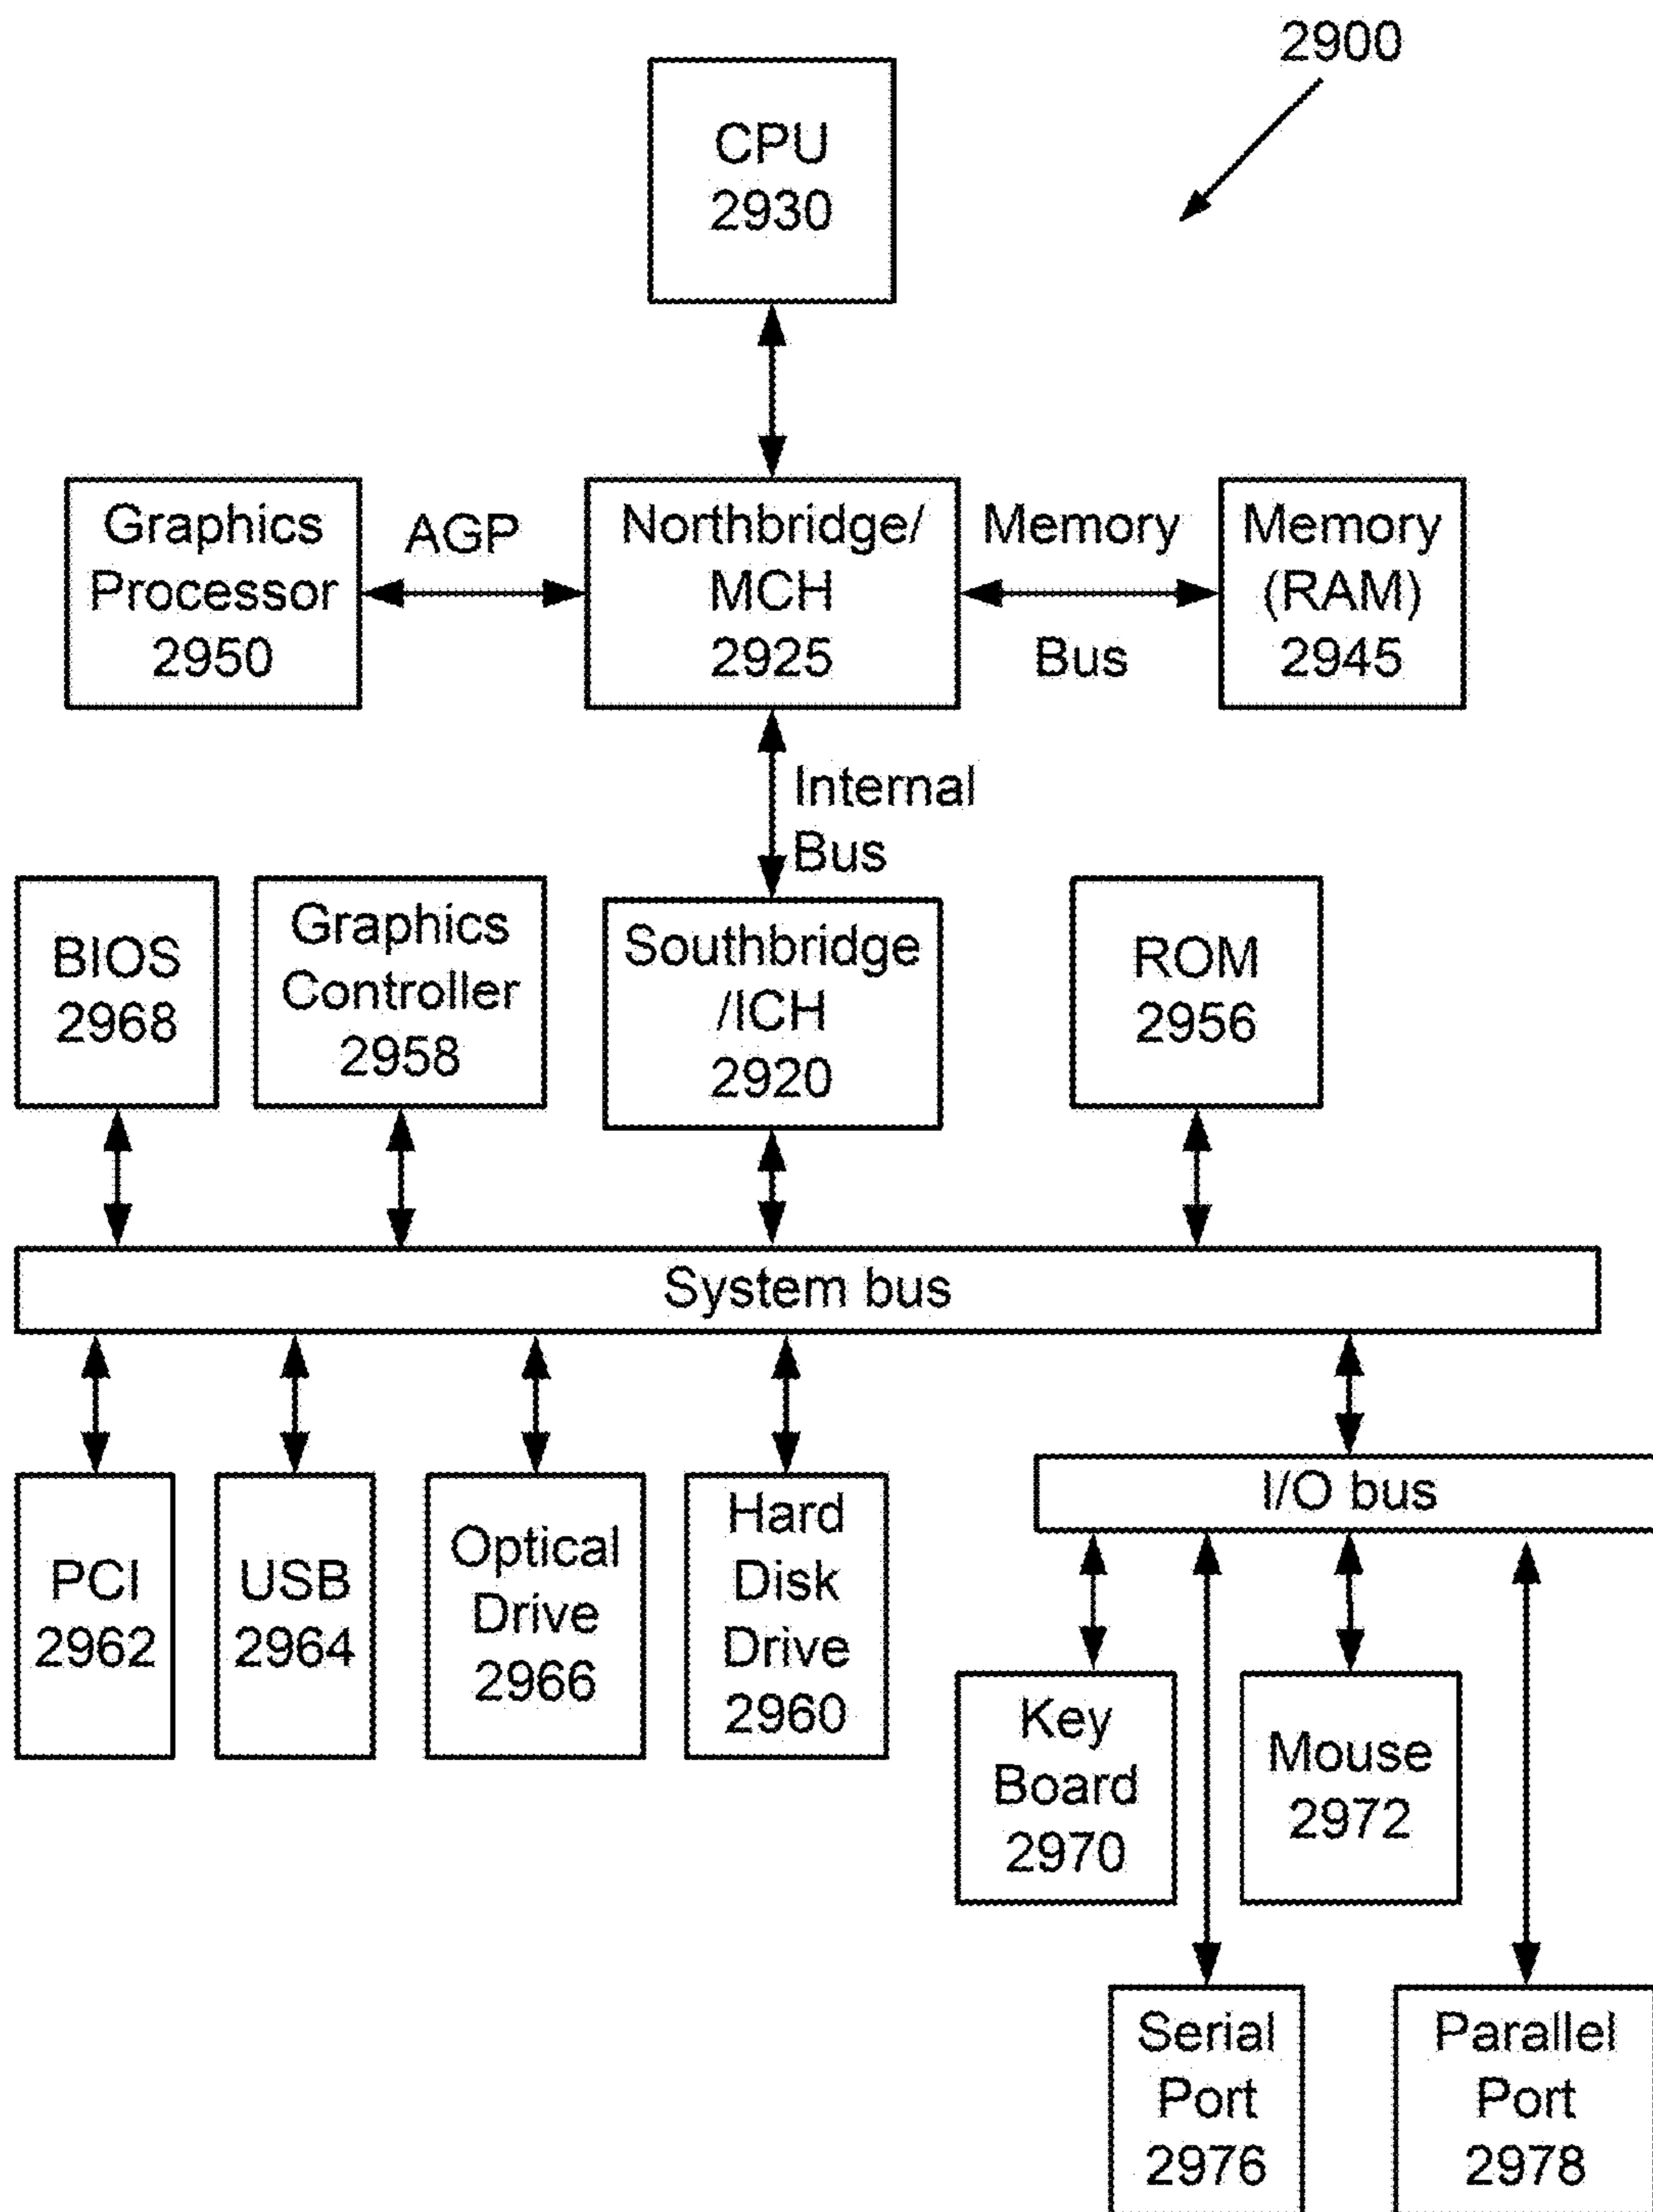 2900
CPU
2930
Graphics
Processor
2950
AGP
Northbridge/
MCH
2925
Memory
Bus
Memory
(RAM)
2945
Internal
Bus
BIOS
2968
Graphics
Controller
2958
Southbridge
/ICH
2920
ROM
2956
System bus
PCI
2962
USB
2964
Optical
Drive
2966
Hard
Disk
Drive
2960
I/O bus
Key
Board
2970
Mouse
2972
Serial
Port
2976
Parallel
Port
2978